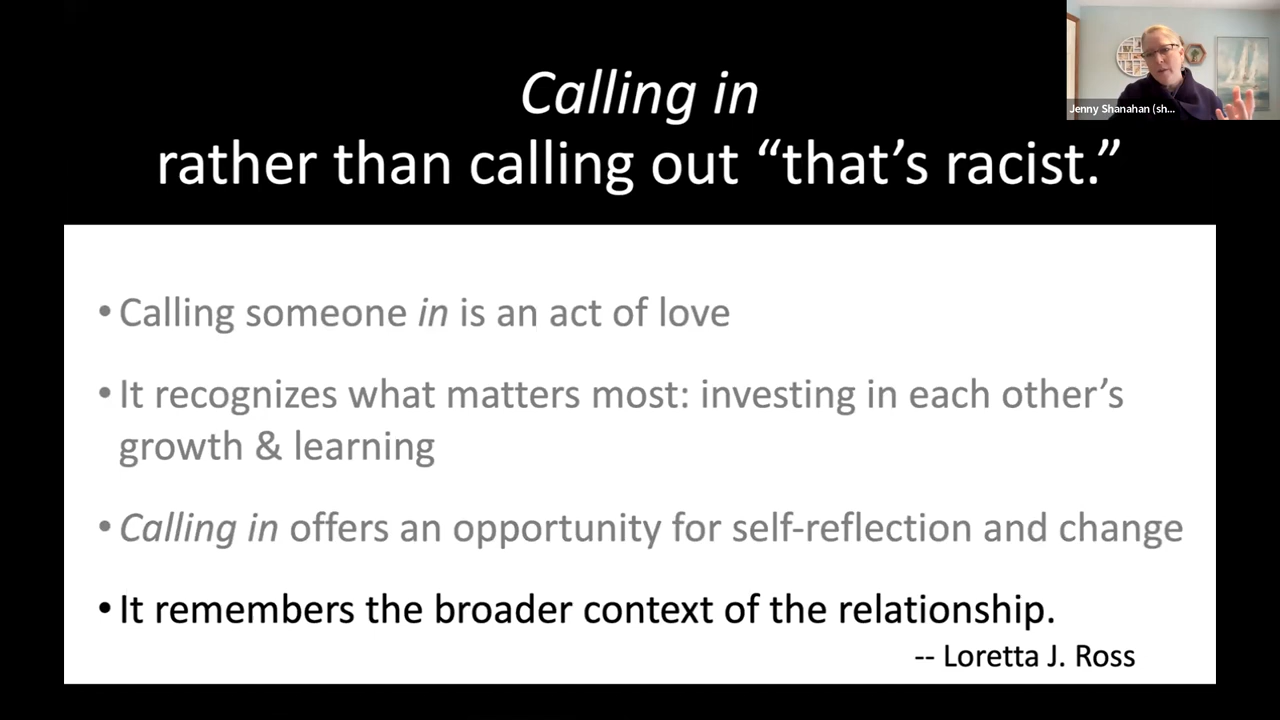 Calling in
rather than calling out “that’s racist.”
Jenny Shanahan (sh...
• Calling someone in is an act of love
• It recognizes what matters most: investing in each other’s
growth & learning
• Calling in offers an opportunity for self-reflection and change
• It remembers the broader context of the relationship.
-- Loretta J. Ross